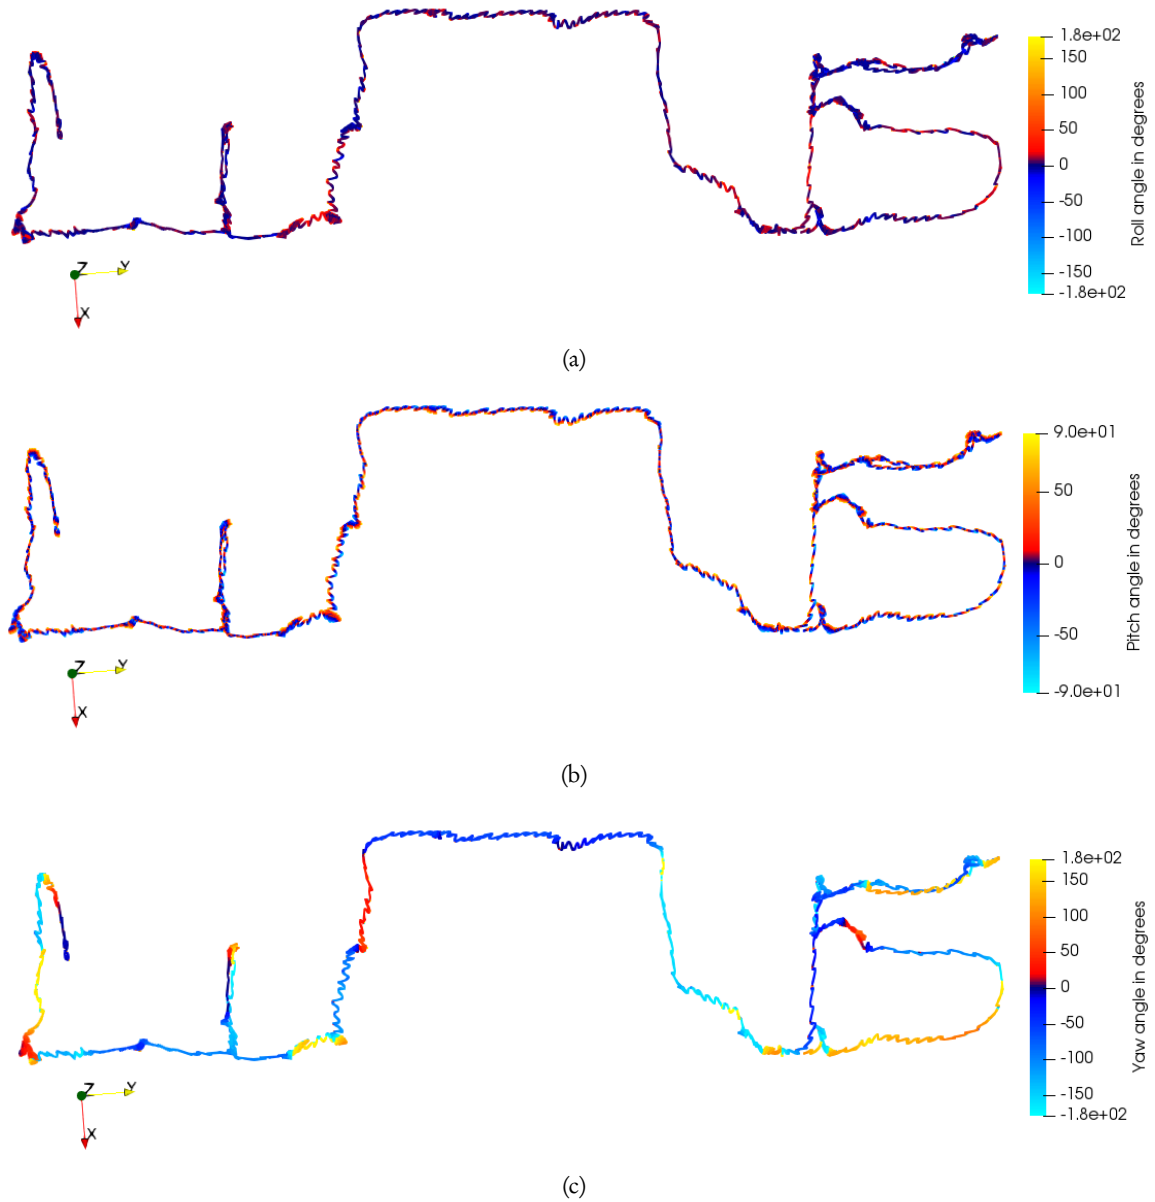 1.8e+02
150
100
50
0
-50
-100
-150
-1.8e+02
Roll angle in degrees
Z Y
X
(a)
9.0e+01
50
0
-50
-9.0e+01
Pitch angle in degrees
Z Y
X
(b)
1.8e+02
150
100
50
0
-50
-100
-150
-1.8e+02
Yaw angle in degrees
Z Y
X
(c)